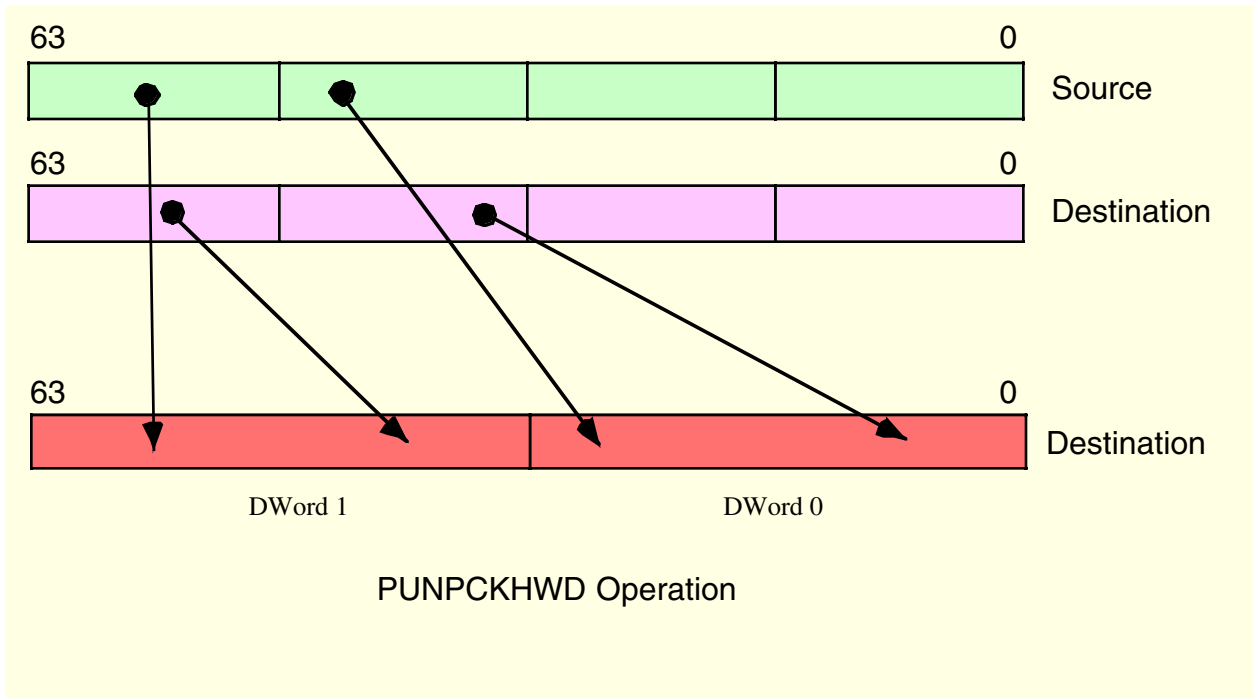 63 0
Source
63 0
Destination
63 0
Destination
DWord 1 DWord 0
PUNPCKHWD Operation